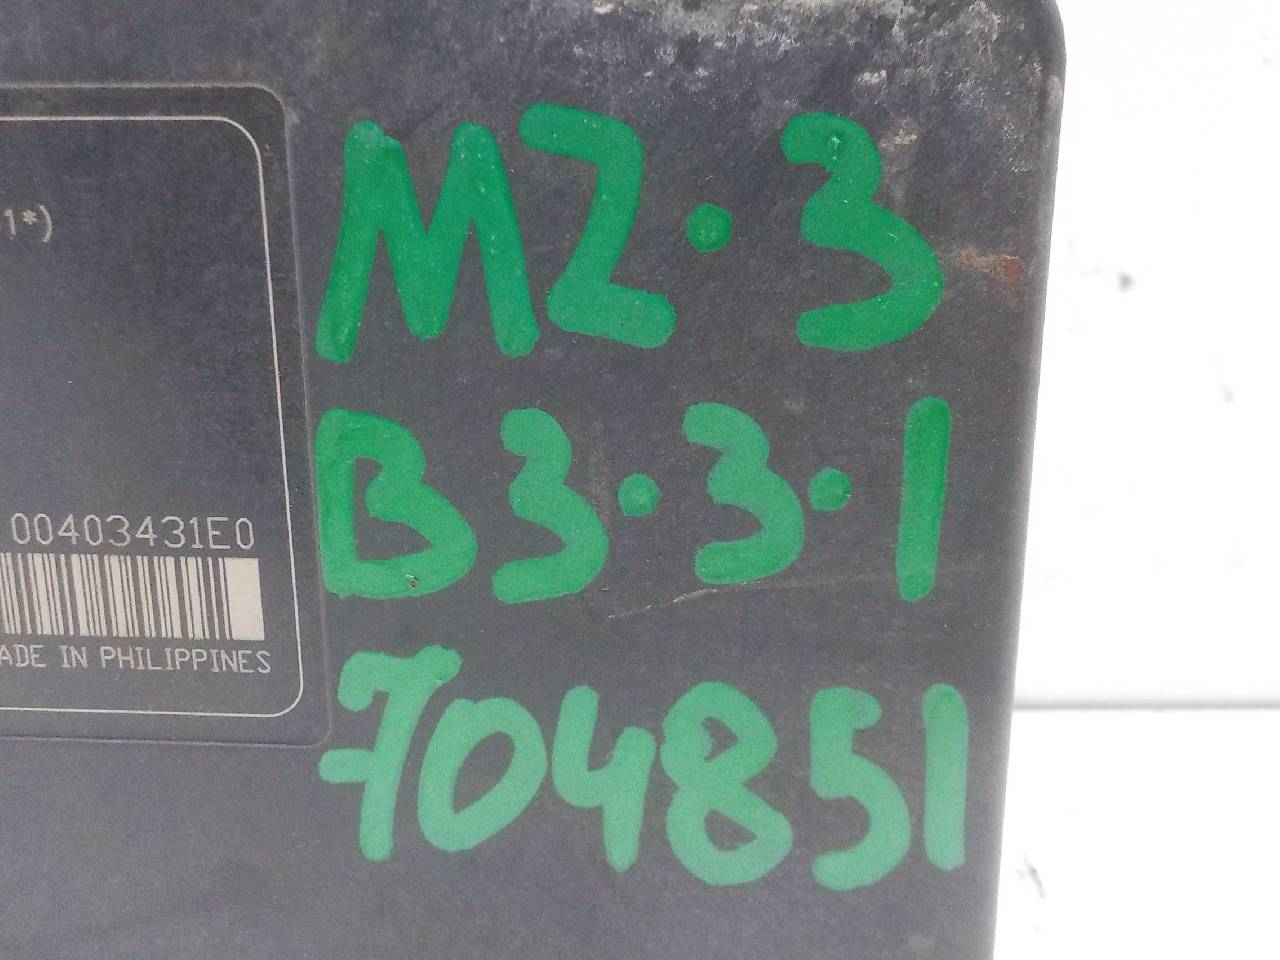 1*)
00403431E0
ADE IN PHILIPPINES
MZ·3
B3·3·1
704851